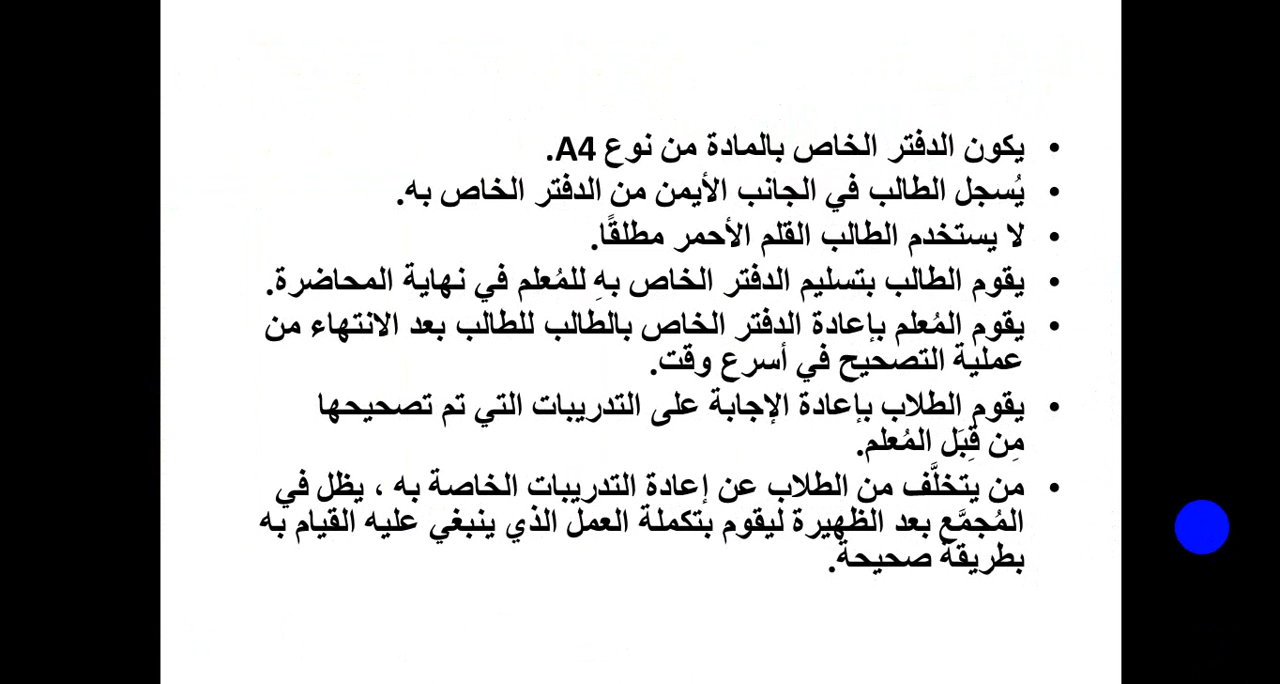 • يكون الدفتر الخاص بالمادة من نوع A4.
• يُسجل الطالب في الجانب الأيمن من الدفتر الخاص به.
• لا يستخدم الطالب القلم الأحمر مطلقًا.
• يقوم الطالب بتسليم الدفتر الخاص بهِ للمُعلم في نهاية المحاضرة.
• يقوم المُعلم بإعادة الدفتر الخاص بالطالب للطالب بعد الانتهاء من
عملية التصحيح في أسرع وقت.
• يقوم الطلاب بإعادة الإجابة على التدريبات التي تم تصحيحها
مِن قِبَل المُعلم.
• من يتخلَّف من الطلاب عن إعادة التدريبات الخاصة به ، يظل في
المُجمَّع بعد الظهيرة ليقوم بتكملة العمل الذي ينبغي عليه القيام به
بطريقة صحيحة.